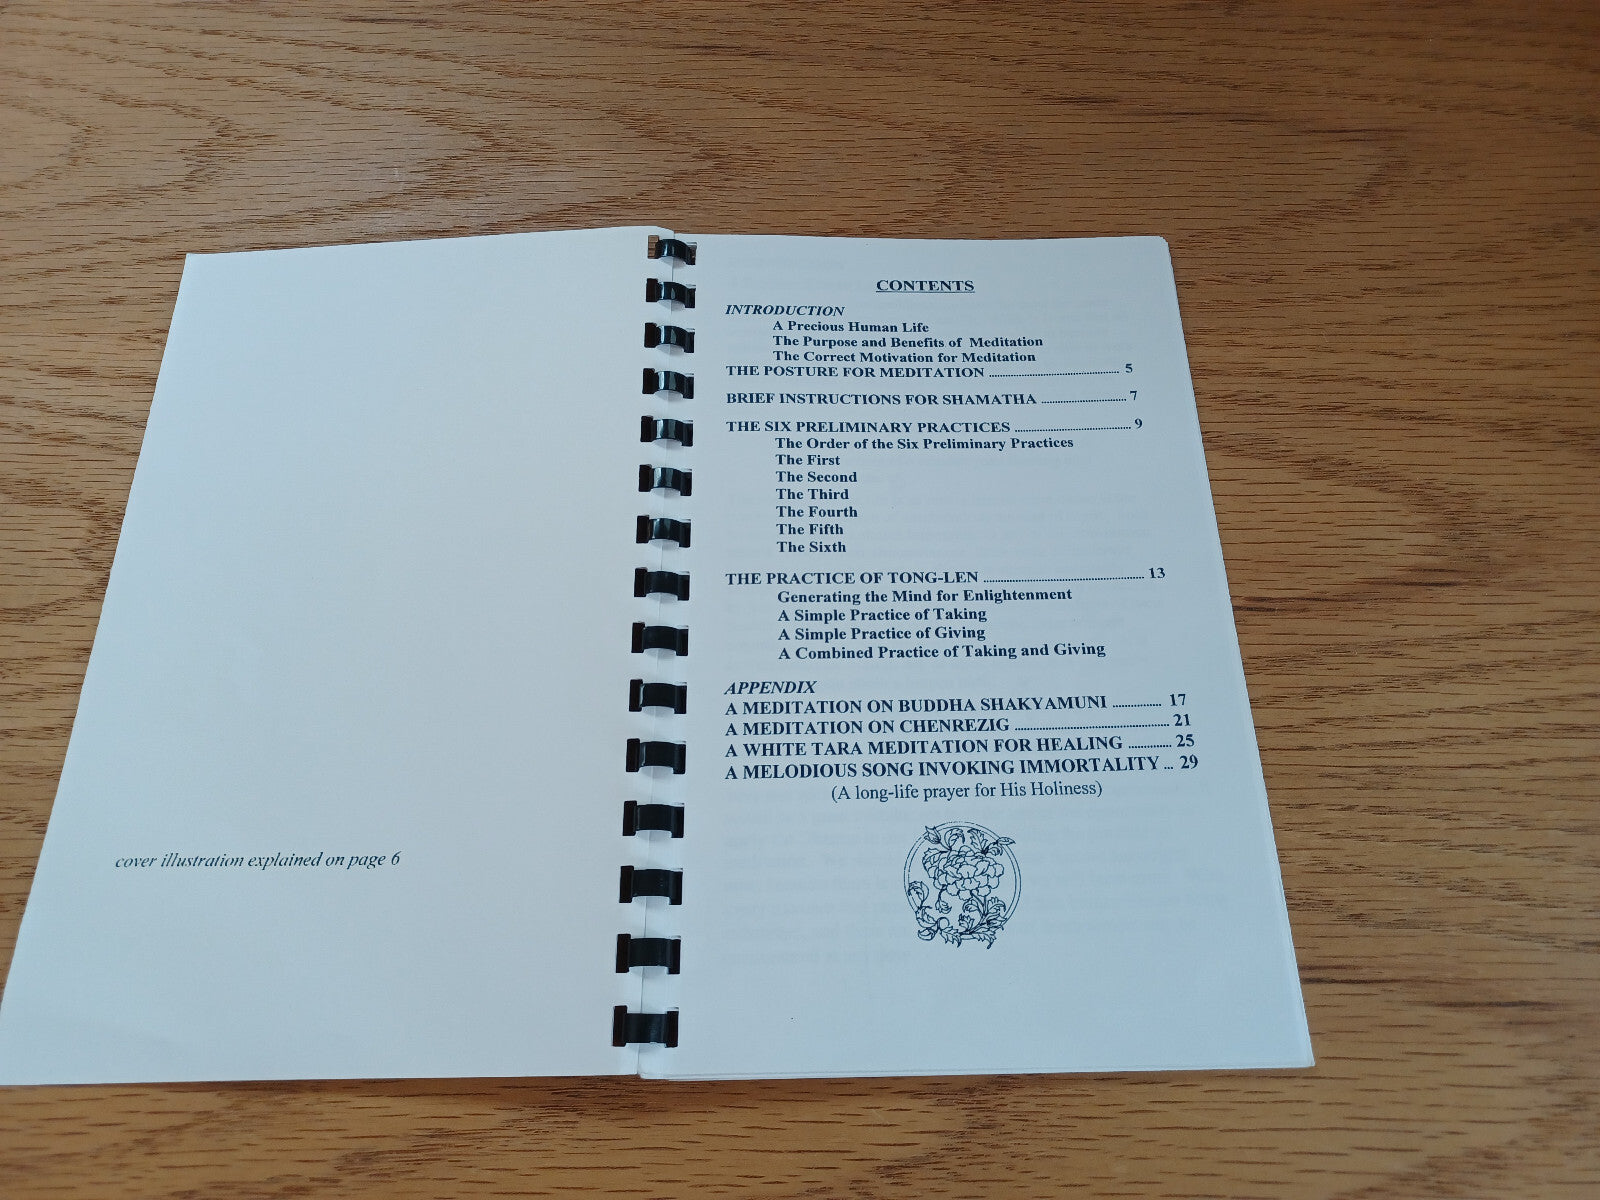 cover illustration explained on page 6
CONTENTS
INTRODUCTION
A Precious Human Life
The Purpose and Benefits of Meditation
The Correct Motivation for Meditation
THE POSTURE FOR MEDITATION ........................................ 5
BRIEF INSTRUCTIONS FOR SHAMATHA .......................... 7
THE SIX PRELIMINARY PRACTICES .................................... 9
The Order of the Six Preliminary Practices
The First
The Second
The Third
The Fourth
The Fifth
The Sixth
THE PRACTICE OF TONG-LEN ................................................ 13
Generating the Mind for Enlightenment
A Simple Practice of Taking
A Simple Practice of Giving
A Combined Practice of Taking and Giving
APPENDIX
A MEDITATION ON BUDDHA SHAKYAMUNI .............. 17
A MEDITATION ON CHENREZIG ............................................ 21
A WHITE TARA MEDITATION FOR HEALING ............ 25
A MELODIOUS SONG INVOKING IMMORTALITY ... 29
(A long-life prayer for His Holiness)